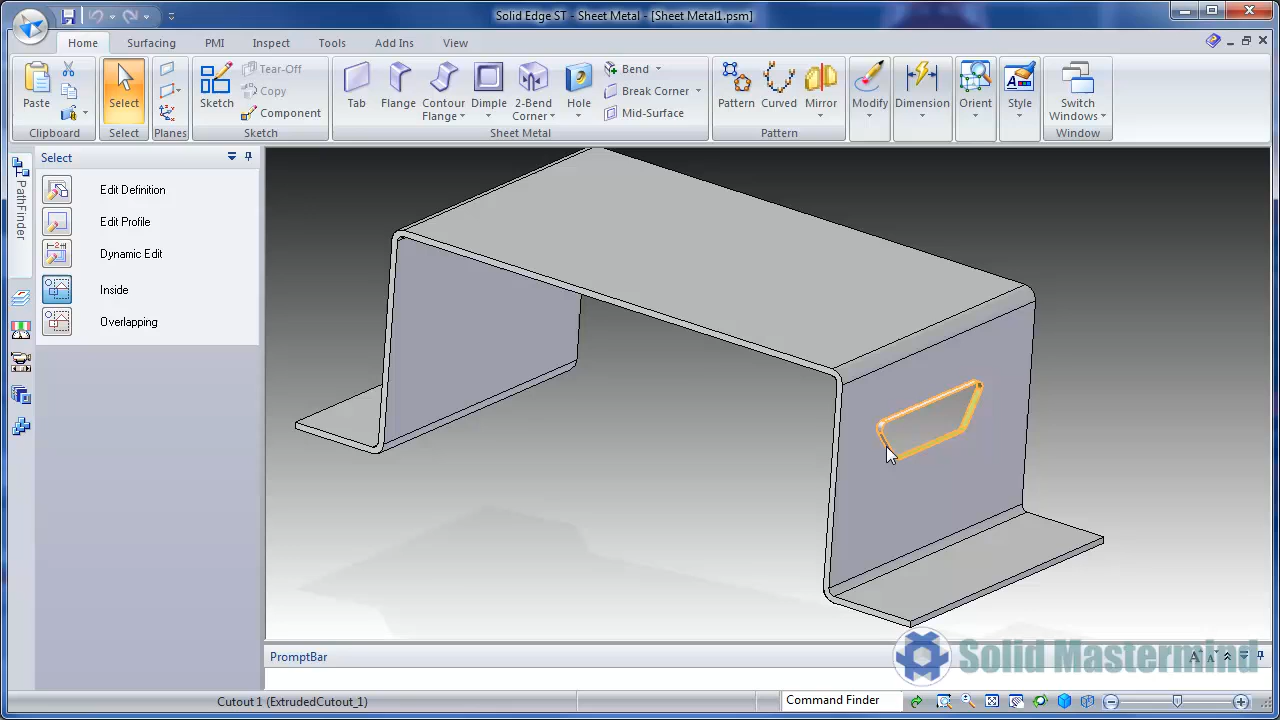 Solid Edge ST - Sheet Metal - [Sheet Metal1.psm]
Home Surfacing PMI Inspect Tools Add Ins View
Paste
Clipboard
Select
Select
Planes
Sketch
Tear-Off
Copy
Component
Sketch
Tab
Flange
Contour
Flange
Dimple
2-Bend
Corner
Hole
Bend
Break Corner
Mid-Surface
Sheet Metal
Pattern
Curved
Mirror
Pattern
Modify
Dimension
Orient
Style
Switch
Windows
Window
PathFinder
Select
Edit Definition
Edit Profile
Dynamic Edit
Inside
Overlapping
PromptBar
Solid Mastermind
Cutout 1 (ExtrudedCutout_1)
Command Finder